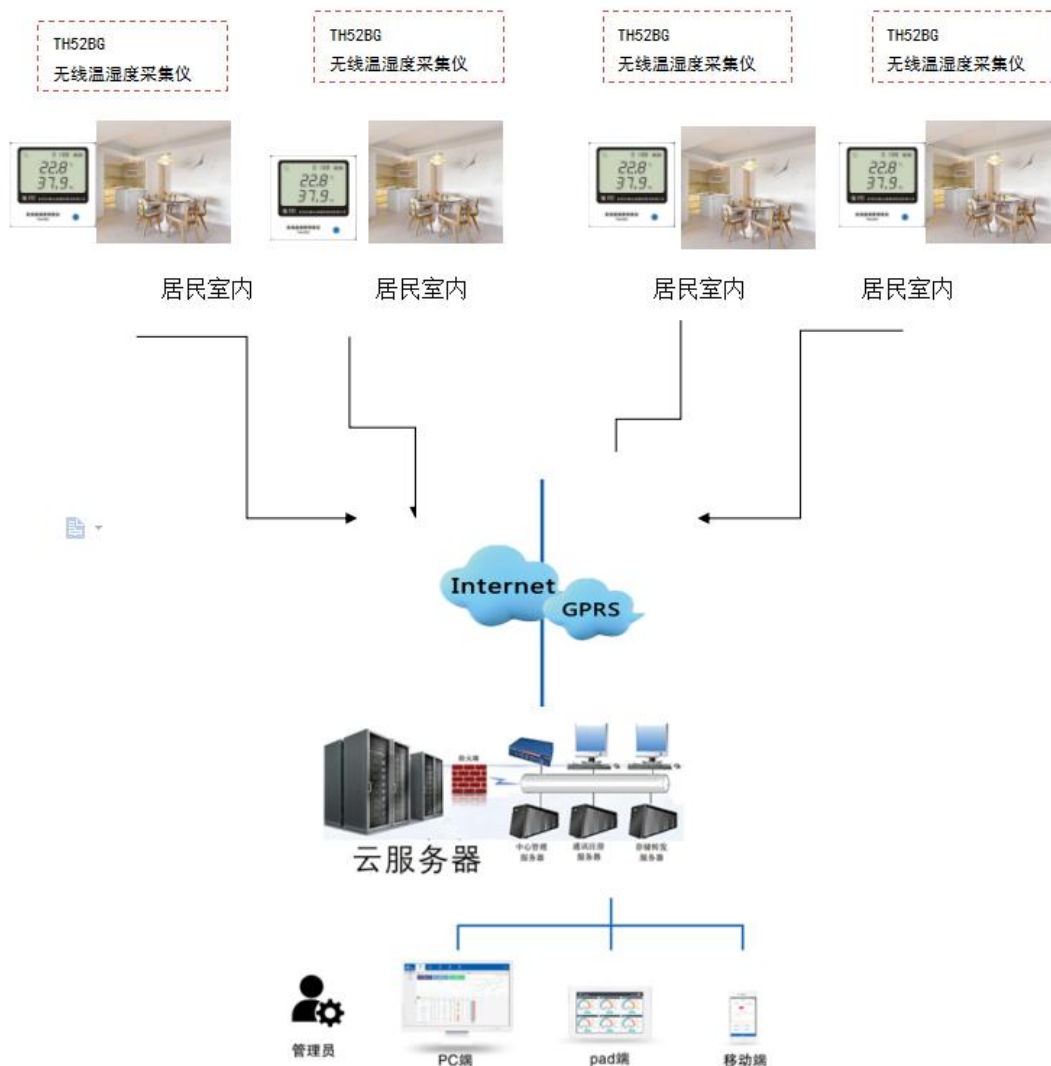 TH52BG
无线温湿度采集仪
TH52BG
无线温湿度采集仪
TH52BG
无线温湿度采集仪
TH52BG
无线温湿度采集仪
22.8
37.9
22.8
37.9
22.8
37.9
22.8
37.9
居民室内
居民室内
居民室内
居民室内
Internet
GPRS
防火墙
云服务器
中心管理
服务器
通讯注册
服务器
存储转发
服务器
管理员
PC端
pad端
移动端